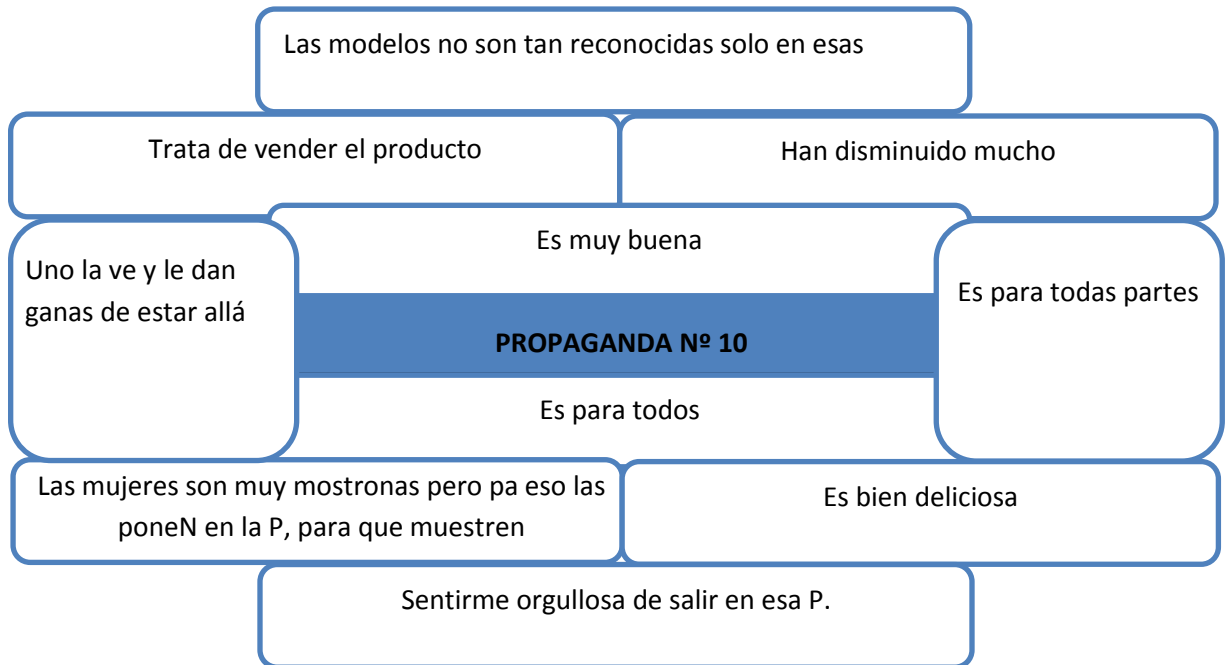 Las modelos no son tan reconocidas solo en esas
Trata de vender el producto
Han disminuido mucho
Es muy buena
Uno la ve y le dan
ganas de estar allá
Es para todas partes
PROPAGANDA Nº 10
Es para todos
Las mujeres son muy mostronas pero pa eso las
poneN en la P, para que muestren
Es bien deliciosa
Sentirme orgullosa de salir en esa P.